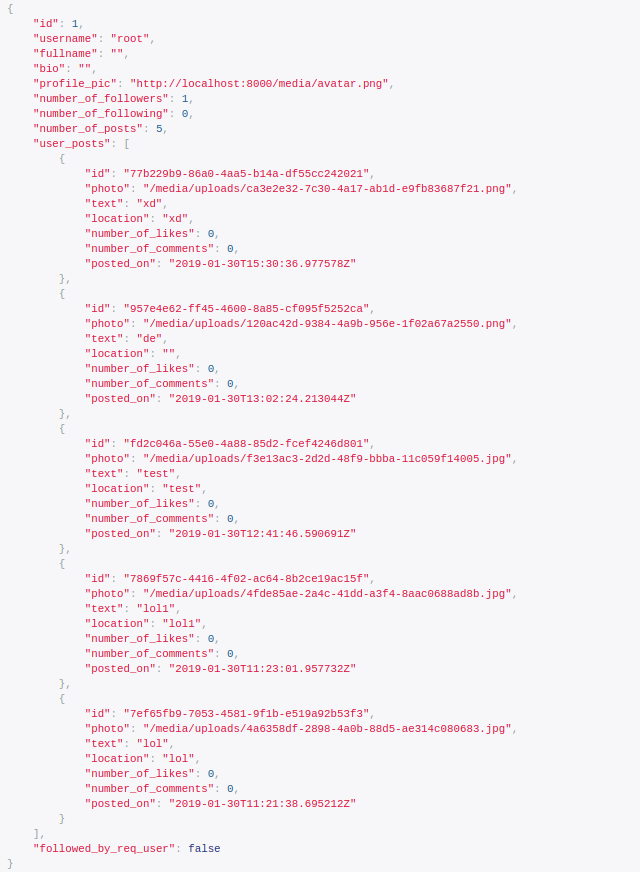 {
    "id": 1,
    "username": "root",
    "fullname": "",
    "bio": "",
    "profile_pic": "http://localhost:8000/media/avatar.png",
    "number_of_followers": 1,
    "number_of_following": 0,
    "number_of_posts": 5,
    "user_posts": [
        {
            "id": "77b229b9-86a0-4aa5-b14a-df55cc242021",
            "photo": "/media/uploads/ca3e2e32-7c30-4a17-ab1d-e9fb83687f21.png",
            "text": "xd",
            "location": "xd",
            "number_of_likes": 0,
            "number_of_comments": 0,
            "posted_on": "2019-01-30T15:30:36.977578Z"
        },
        {
            "id": "957e4e62-ff45-4600-8a85-cf095f5252ca",
            "photo": "/media/uploads/120ac42d-9384-4a9b-956e-1f02a67a2550.png",
            "text": "de",
            "location": "",
            "number_of_likes": 0,
            "number_of_comments": 0,
            "posted_on": "2019-01-30T13:02:24.213044Z"
        },
        {
            "id": "fd2c046a-55e0-4a88-85d2-fcef4246d801",
            "photo": "/media/uploads/f3e13ac3-2d2d-48f9-bbba-11c059f14005.jpg",
            "text": "test",
            "location": "test",
            "number_of_likes": 0,
            "number_of_comments": 0,
            "posted_on": "2019-01-30T12:41:46.590691Z"
        },
        {
            "id": "7869f57c-4416-4f02-ac64-8b2ce19ac15f",
            "photo": "/media/uploads/4fde85ae-2a4c-41dd-a3f4-8aac0688ad8b.jpg",
            "text": "lol1",
            "location": "lol1",
            "number_of_likes": 0,
            "number_of_comments": 0,
            "posted_on": "2019-01-30T11:23:01.957732Z"
        },
        {
            "id": "7ef65fb9-7053-4581-9f1b-e519a92b53f3",
            "photo": "/media/uploads/4a6358df-2898-4a0b-88d5-ae314c080683.jpg",
            "text": "lol",
            "location": "lol",
            "number_of_likes": 0,
            "number_of_comments": 0,
            "posted_on": "2019-01-30T11:21:38.695212Z"
        }
    ],
    "followed_by_req_user": false
}